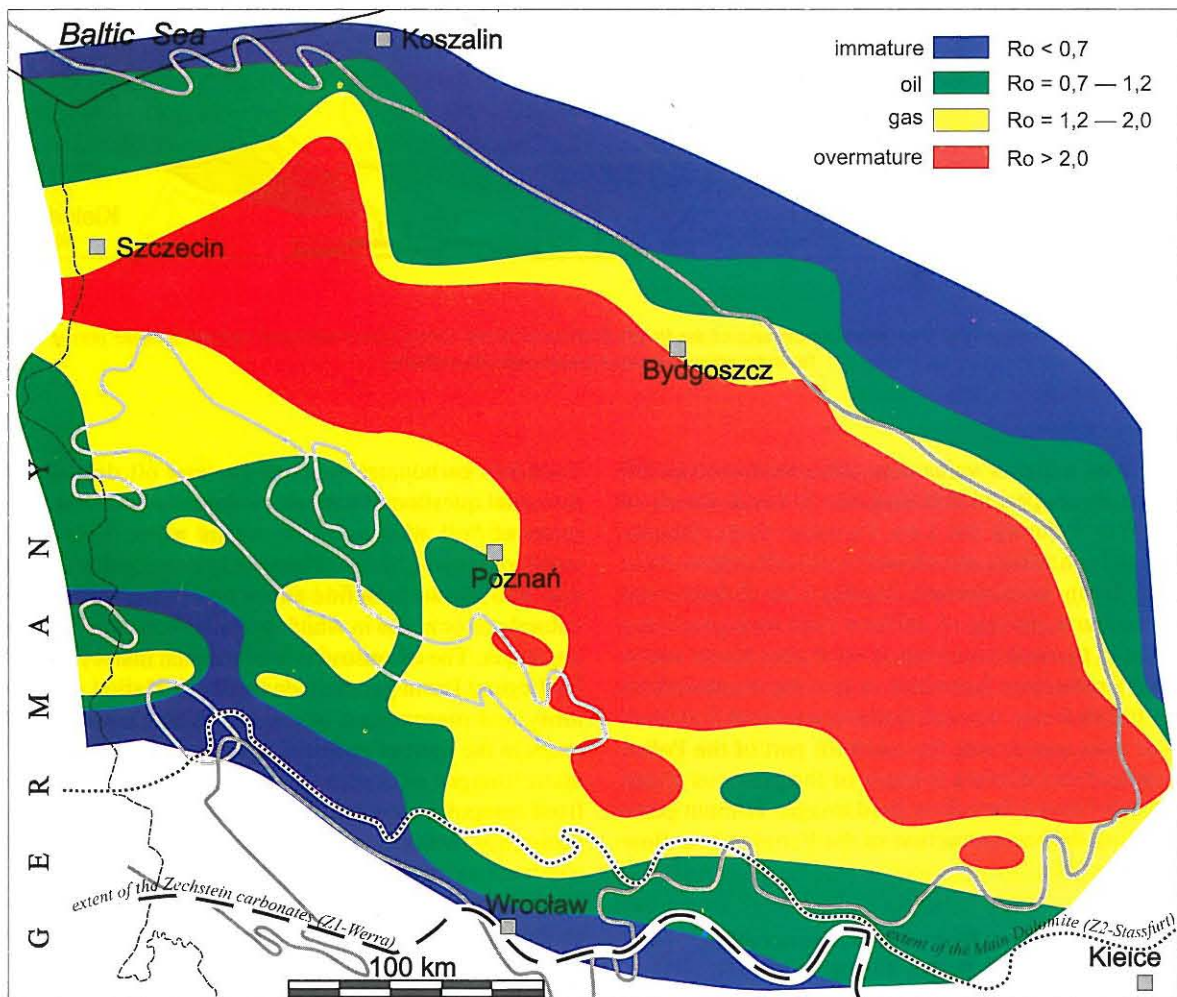 Baltic Sea
Koszalin
immature Ro < 0,7
oil Ro = 0,7 — 1,2
gas Ro = 1,2 — 2,0
overmature Ro > 2,0
Szczecin
Bydgoszcz
Poznań
GERMANY
extent of the Zechstein carbonates (Z1-Werra)
Wrocław
extent of the Main Dolomite (Z2-Stassfurt)
Kielce
100 km